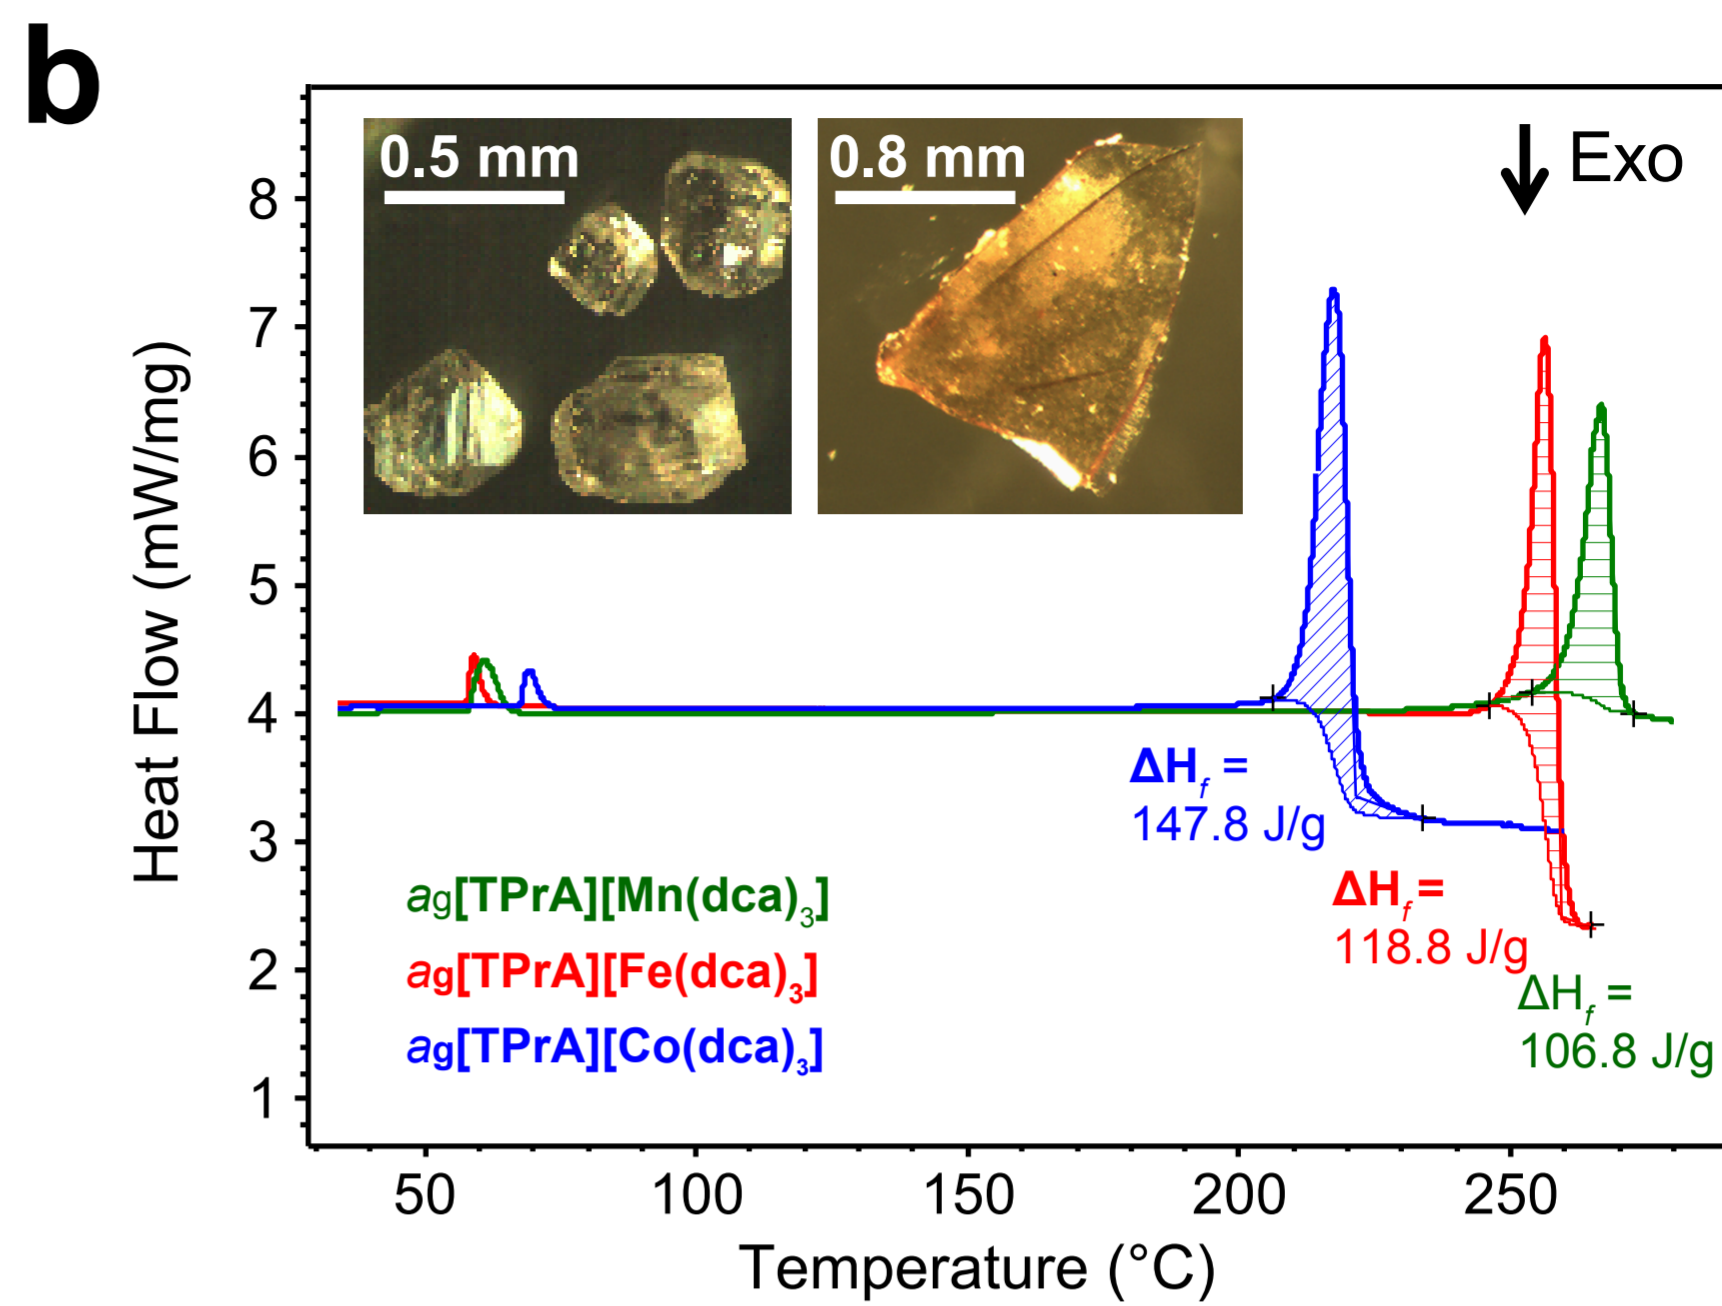 b
0.5 mm
0.8 mm
Exo
8
7
6
5
4
3
2
1
Heat Flow (mW/mg)
ΔHf =
147.8 J/g
ΔHf =
118.8 J/g
ΔHf =
106.8 J/g
ag[TPrA][Mn(dca)3]
ag[TPrA][Fe(dca)3]
ag[TPrA][Co(dca)3]
50 100 150 200 250
Temperature (°C)